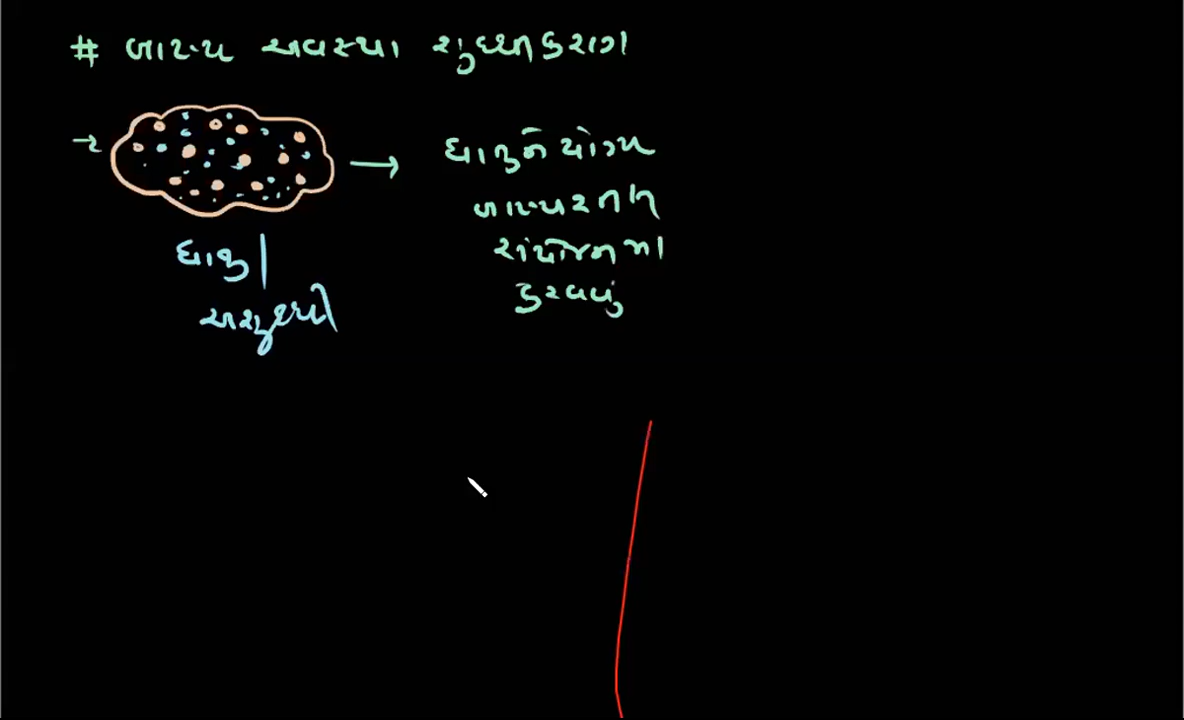 # બાષ્પ અવસ્થા શુદ્ધીકરણ
→
ધાતુ |
અશુદ્ધી
→ ધાતુને યોગ્ય
બાષ્પશીલ
સંયોજનમાં
ફેરવવું